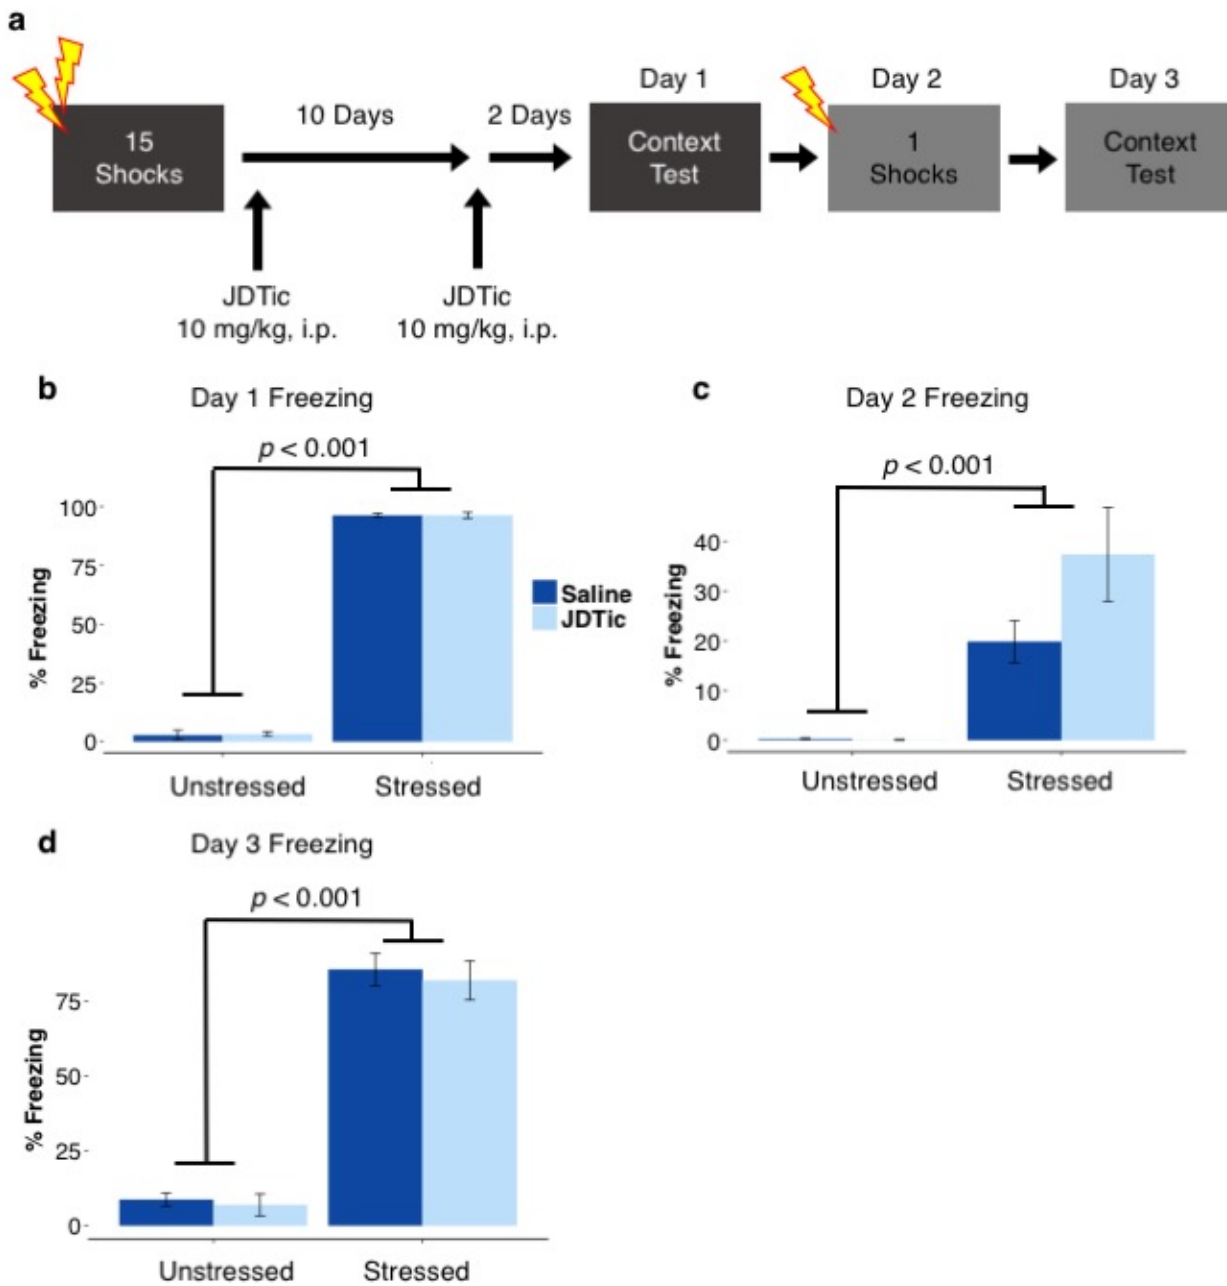 a
Day 1
Day 2
Day 3
15
Shocks
10 Days
2 Days
Context
Test
1
Shocks
Context
Test
JDTic
10 mg/kg, i.p.
JDTic
10 mg/kg, i.p.
b
Day 1 Freezing
p < 0.001
% Freezing
100
75
50
25
0
Unstressed
Stressed
Saline
JDTic
c
Day 2 Freezing
p < 0.001
% Freezing
40
30
20
10
0
Unstressed
Stressed
d
Day 3 Freezing
p < 0.001
% Freezing
75
50
25
0
Unstressed
Stressed